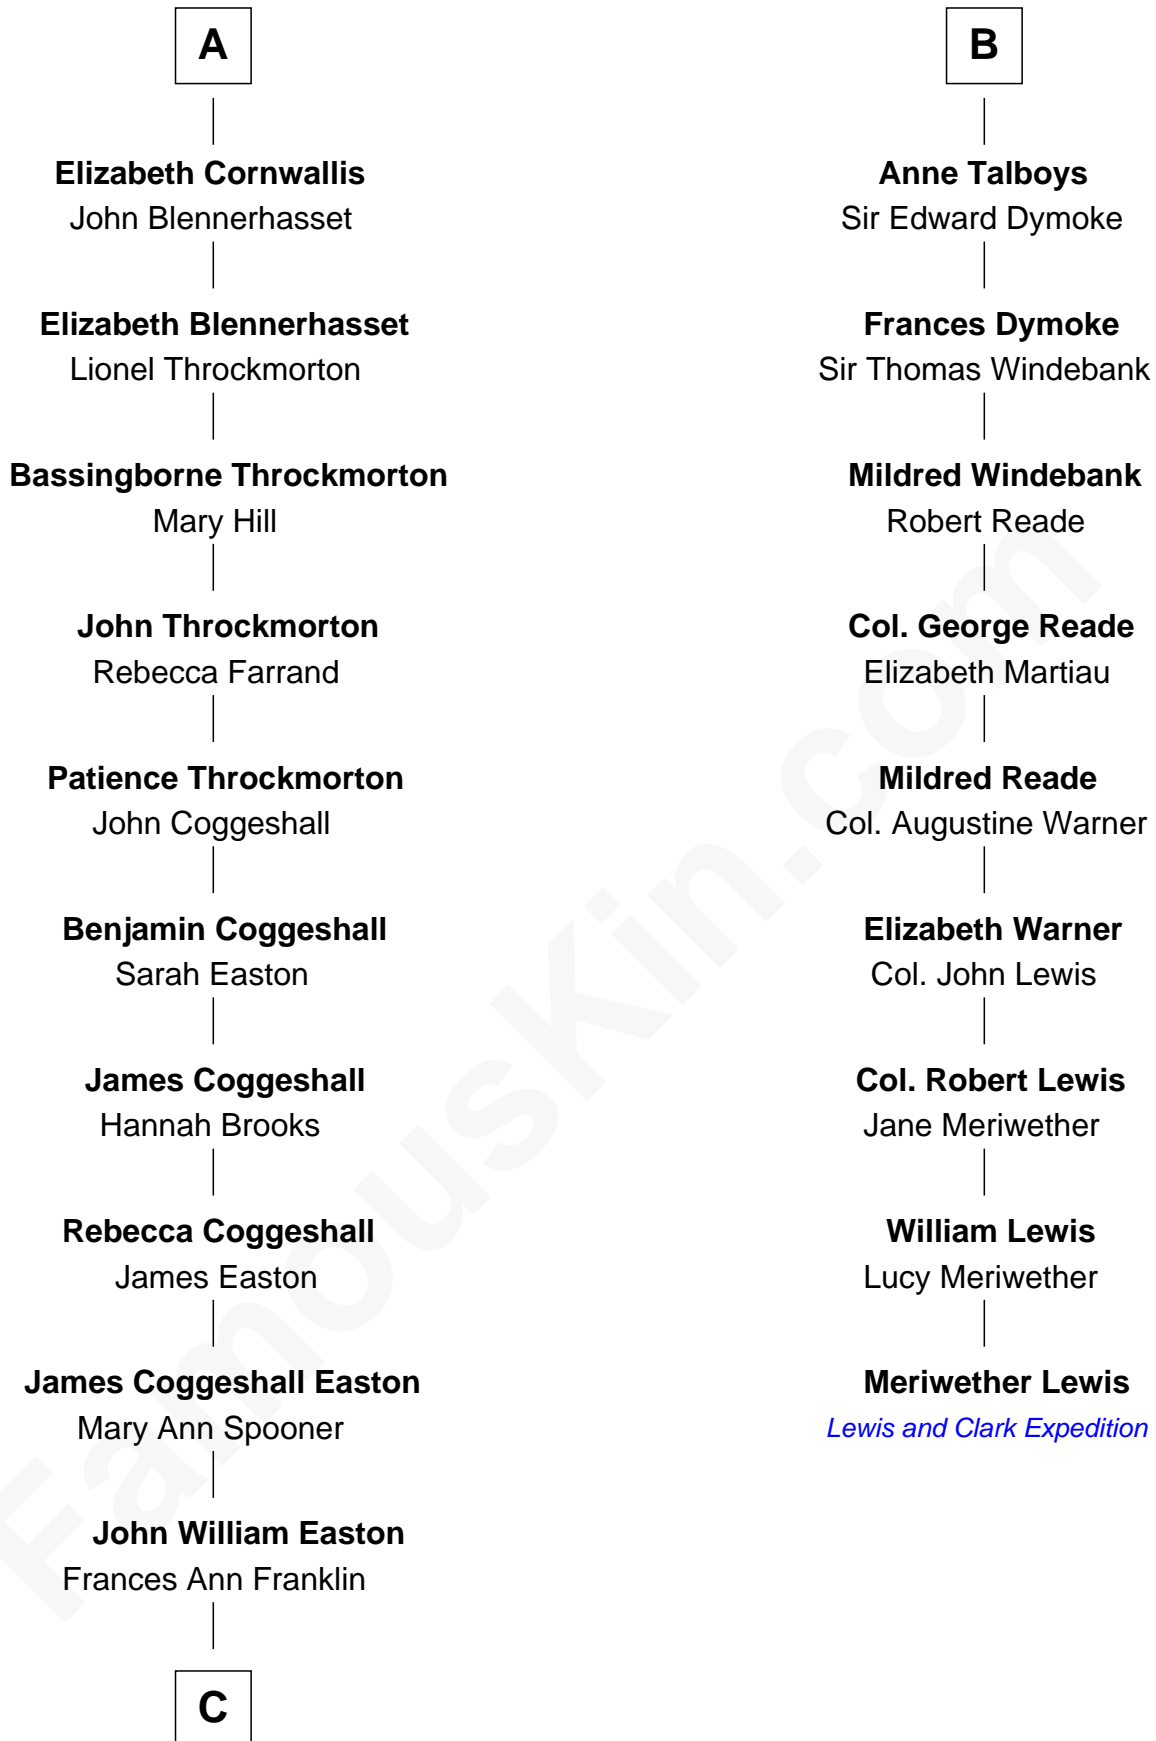 A
Elizabeth Cornwallis
John Blennerhasset
Elizabeth Blennerhasset
Lionel Throckmorton
Bassingborne Throckmorton
Mary Hill
John Throckmorton
Rebecca Farrand
Patience Throckmorton
John Coggeshall
Benjamin Coggeshall
Sarah Easton
James Coggeshall
Hannah Brooks
Rebecca Coggeshall
James Easton
James Coggeshall Easton
Mary Ann Spooner
John William Easton
Frances Ann Franklin
C
B
Anne Talboys
Sir Edward Dymoke
Frances Dymoke
Sir Thomas Windebank
Mildred Windebank
Robert Reade
Col. George Reade
Elizabeth Martiau
Mildred Reade
Col. Augustine Warner
Elizabeth Warner
Col. John Lewis
Col. Robert Lewis
Jane Meriwether
William Lewis
Lucy Meriwether
Meriwether Lewis
Lewis and Clark Expedition
FamousKin.com